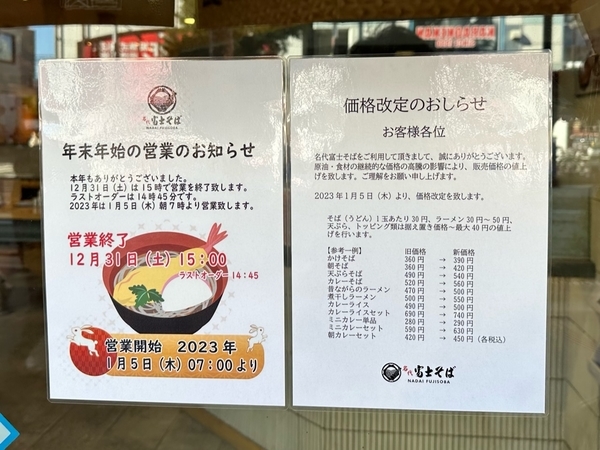 名代 富士そば
NADAI FUJISOBA
年末年始の営業のお知らせ
本年もありがとうございました。
12月31日(土)は15時で営業を終了致します。
ラストオーダーは14時45分です。
2023年は1月5日(木)朝7時より営業致します。
営業終了
12月31日(土)15:00
ラストオーダー14:45
営業開始 2023年
1月5日(木)07:00より
価格改定のおしらせ
お客様各位
名代富士そばをご利用して頂きまして、誠にありがとうございます。
原油・食材の継続的な価格の高騰の影響により、販売価格の値上
げを致します。ご理解をお願い申し上げます。
2023年1月5日(木)より、価格改定を致します。
そば(うどん)1玉あたり30円、ラーメン30円～50円、
天ぷら、トッピング類は据え置き価格～最大40円の値上
げを行います。
【参考一例】 旧価格 新価格
かけそば 360円 → 390円
朝そば 360円 → 420円
天ぷらそば 490円 → 540円
カレーそば 520円 → 560円
昔ながらのラーメン 500円 → 550円
煮干しラーメン 500円 → 550円
カレーライス 490円 → 500円
カレーライスセット 690円 → 740円
ミニカレー単品 280円 → 290円
ミニカレーセット 590円 → 630円
朝カレーセット 420円 → 450円(各税込)
名代 富士そば
NADAI FUJISOBA